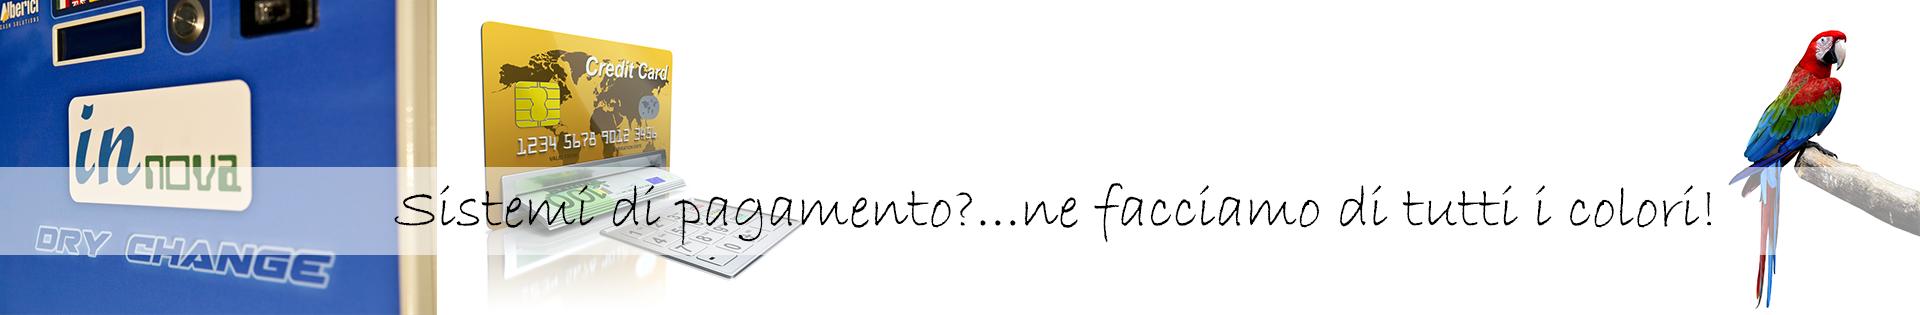 Alberici
CASH SOLUTIONS
in nova
DRY CHANGE
Credit Card
1234 5678 9012 3456
100
Sistemi di pagamento?...ne facciamo di tutti i colori!